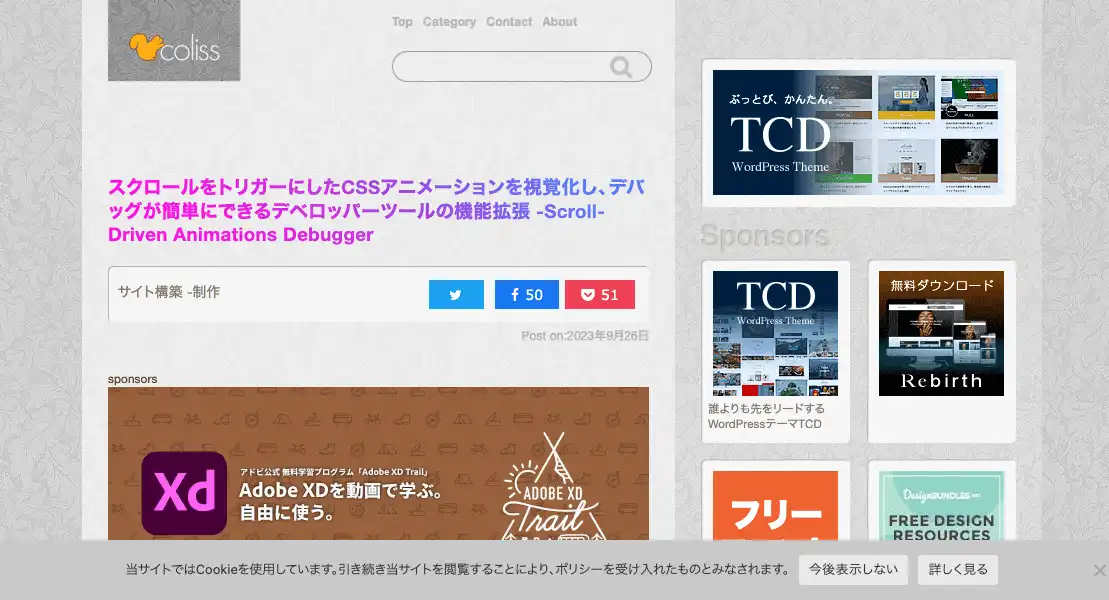 coliss
Top Category Contact About
スクロールをトリガーにしたCSSアニメーションを視覚化し、デバ
ッグが簡単にできるデベロッパーツールの機能拡張 -Scroll-
Driven Animations Debugger
サイト構築 -制作
50
51
Post on:2023年9月26日
sponsors
Xd
アドビ公式 無料学習プログラム「Adobe XD Trail」
Adobe XDを動画で学ぶ。
自由に使う。
ADOBE XD
Trail
ぶっとび、かんたん。
TCD
WordPress Theme
Sponsors
TCD
WordPress Theme
誰よりも先をリードする
WordPressテーマTCD
無料ダウンロード
Rebirth
フリー
DesignBUNDLES
FREE DESIGN
RESOURCES
当サイトではCookieを使用しています。引き続き当サイトを閲覧することにより、ポリシーを受け入れたものとみなされます。
今後表示しない
詳しく見る